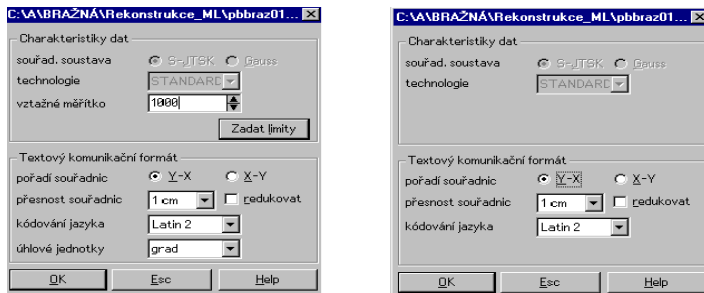 C:\A\BRAŽNÁ\Rekonstrukce_ML\pbbraz01...
Charakteristiky dat
souřad. soustava S-JTSK Gauss
technologie STANDARD
vztažné měřítko 1000
Zadat limity
Textový komunikační formát
pořadí souřadnic Y-X X-Y
přesnost souřadnic 1 cm redukovat
kódování jazyka Latin 2
úhlové jednotky grad
OK Esc Help
C:\A\BRAŽNÁ\Rekonstrukce_ML\pbbraz01...
Charakteristiky dat
souřad. soustava S-JTSK Gauss
technologie STANDARD
Textový komunikační formát
pořadí souřadnic Y-X X-Y
přesnost souřadnic 1 cm redukovat
kódování jazyka Latin 2
OK Esc Help